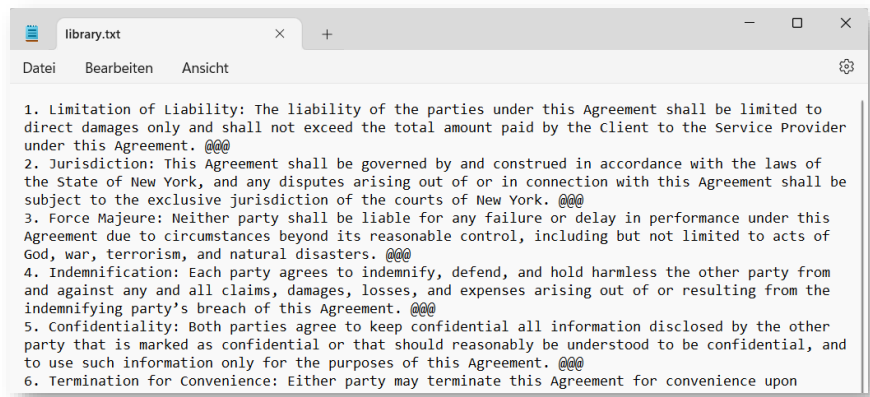 library.txt
Datei Bearbeiten Ansicht
1. Limitation of Liability: The liability of the parties under this Agreement shall be limited to
direct damages only and shall not exceed the total amount paid by the Client to the Service Provider
under this Agreement. @@@
2. Jurisdiction: This Agreement shall be governed by and construed in accordance with the laws of
the State of New York, and any disputes arising out of or in connection with this Agreement shall be
subject to the exclusive jurisdiction of the courts of New York. @@@
3. Force Majeure: Neither party shall be liable for any failure or delay in performance under this
Agreement due to circumstances beyond its reasonable control, including but not limited to acts of
God, war, terrorism, and natural disasters. @@@
4. Indemnification: Each party agrees to indemnify, defend, and hold harmless the other party from
and against any and all claims, damages, losses, and expenses arising out of or resulting from the
indemnifying party’s breach of this Agreement. @@@
5. Confidentiality: Both parties agree to keep confidential all information disclosed by the other
party that is marked as confidential or that should reasonably be understood to be confidential, and
to use such information only for the purposes of this Agreement. @@@
6. Termination for Convenience: Either party may terminate this Agreement for convenience upon